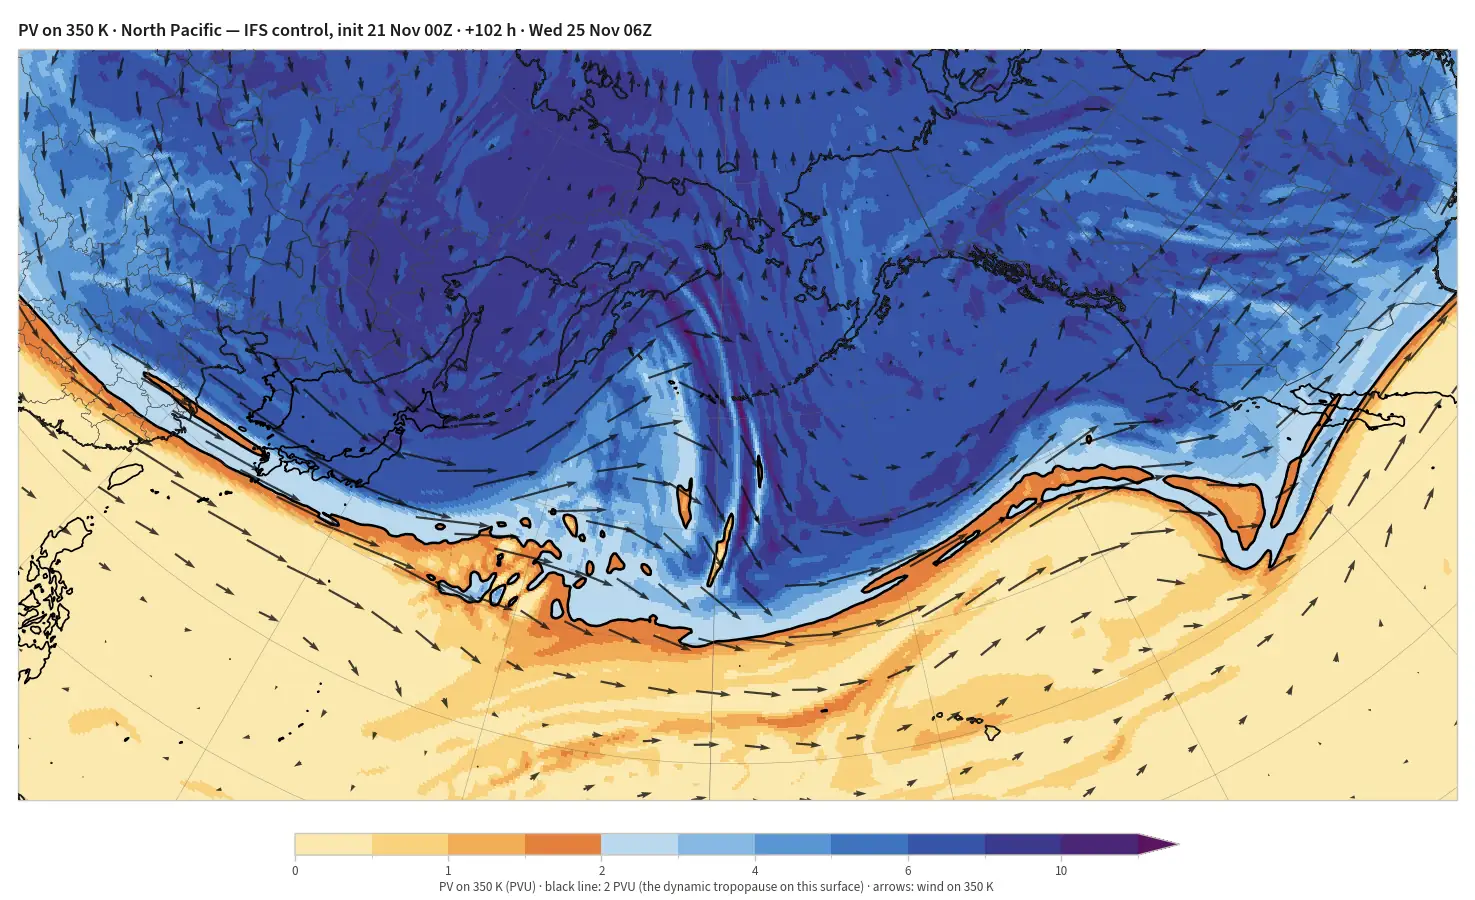 PV on 350 K · North Pacific — IFS control, init 21 Nov 00Z · +102 h · Wed 25 Nov 06Z
0 1 2 4 6 10
PV on 350 K (PVU) · black line: 2 PVU (the dynamic tropopause on this surface) · arrows: wind on 350 K